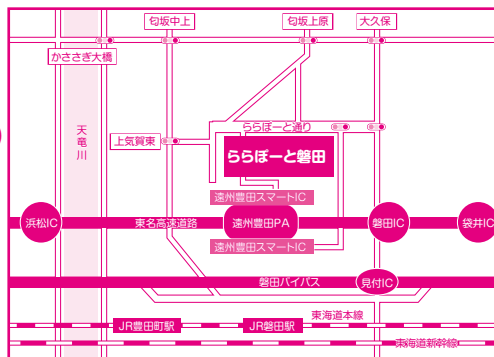 匂坂中上
匂坂上原
大久保
かささぎ大橋
天竜川
上気賀東
ららぽーと通り
ららぽーと磐田
遠州豊田スマートIC
浜松IC
東名高速道路
遠州豊田PA
磐田IC
袋井IC
遠州豊田スマートIC
磐田バイパス
見付IC
東海道本線
JR豊田町駅
JR磐田駅
東海道新幹線